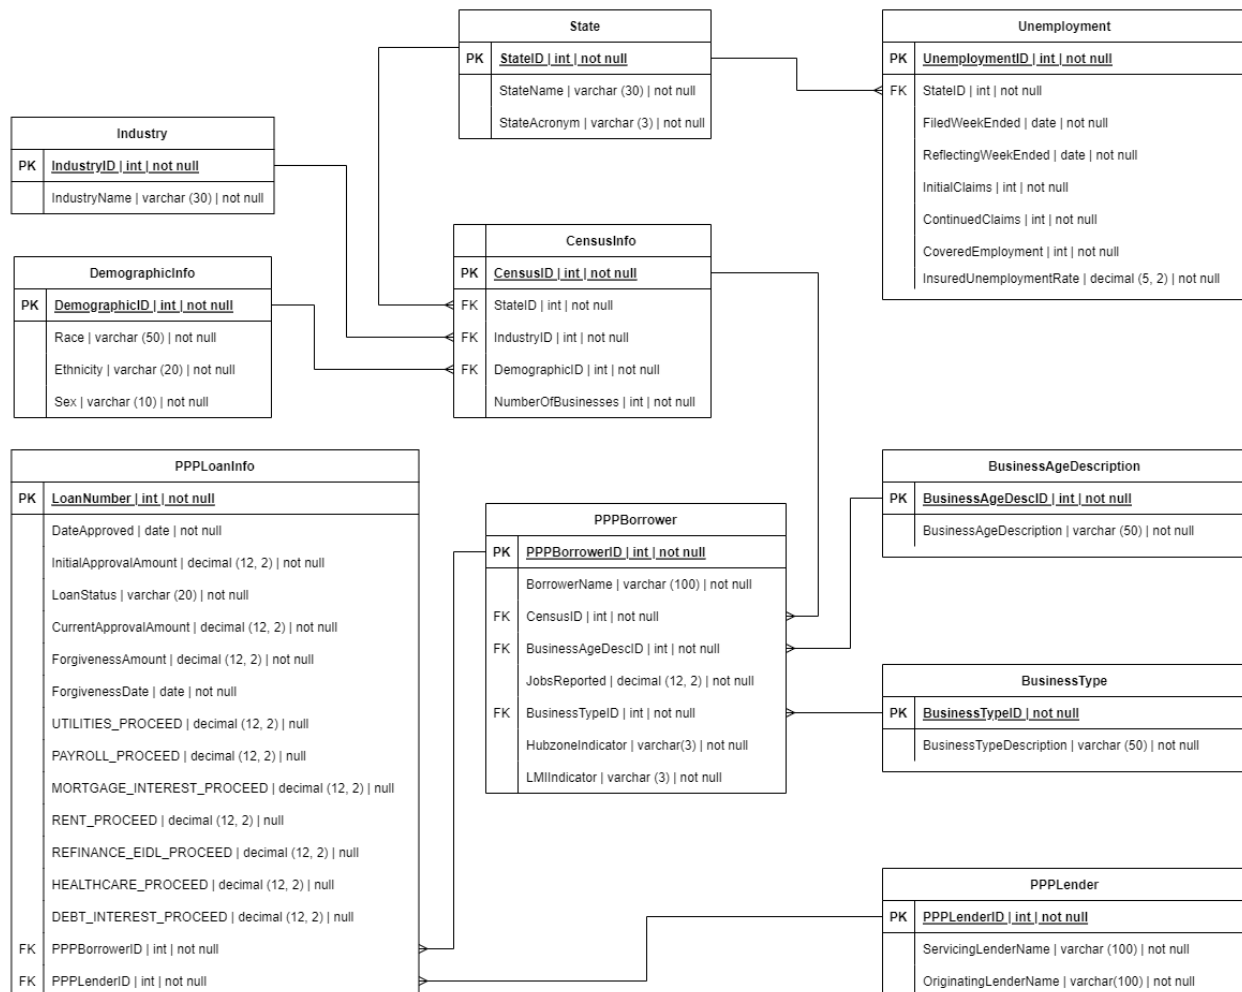 State
PK StateID | int | not null
StateName | varchar (30) | not null
StateAcronym | varchar (3) | not null
Unemployment
PK UnemploymentID | int | not null
FK StateID | int | not null
FiledWeekEnded | date | not null
ReflectingWeekEnded | date | not null
InitialClaims | int | not null
ContinuedClaims | int | not null
CoveredEmployment | int | not null
InsuredUnemploymentRate | decimal (5, 2) | not null
Industry
PK IndustryID | int | not null
IndustryName | varchar (30) | not null
CensusInfo
PK CensusID | int | not null
FK StateID | int | not null
FK IndustryID | int | not null
FK DemographicID | int | not null
NumberOfBusinesses | int | not null
DemographicInfo
PK DemographicID | int | not null
Race | varchar (50) | not null
Ethnicity | varchar (20) | not null
Sex | varchar (10) | not null
PPPLoanInfo
PK LoanNumber | int | not null
DateApproved | date | not null
InitialApprovalAmount | decimal (12, 2) | not null
LoanStatus | varchar (20) | not null
CurrentApprovalAmount | decimal (12, 2) | not null
ForgivenessAmount | decimal (12, 2) | not null
ForgivenessDate | date | not null
UTILITIES_PROCEED | decimal (12, 2) | null
PAYROLL_PROCEED | decimal (12, 2) | null
MORTGAGE_INTEREST_PROCEED | decimal (12, 2) | null
RENT_PROCEED | decimal (12, 2) | null
REFINANCE_EIDL_PROCEED | decimal (12, 2) | null
HEALTHCARE_PROCEED | decimal (12, 2) | null
DEBT_INTEREST_PROCEED | decimal (12, 2) | null
FK PPPBorrowerID | int | not null
FK PPPLenderID | int | not null
PPPBorrower
PK PPPBorrowerID | int | not null
BorrowerName | varchar (100) | not null
FK CensusID | int | not null
FK BusinessAgeDescID | int | not null
JobsReported | decimal (12, 2) | not null
FK BusinessTypeID | int | not null
HubzoneIndicator | varchar(3) | not null
LMIIndicator | varchar (3) | not null
BusinessAgeDescription
PK BusinessAgeDescID | int | not null
BusinessAgeDescription | varchar (50) | not null
BusinessType
PK BusinessTypeID | not null
BusinessTypeDescription | varchar (50) | not null
PPPLender
PK PPPLenderID | int | not null
ServicingLenderName | varchar (100) | not null
OriginatingLenderName | varchar(100) | not null